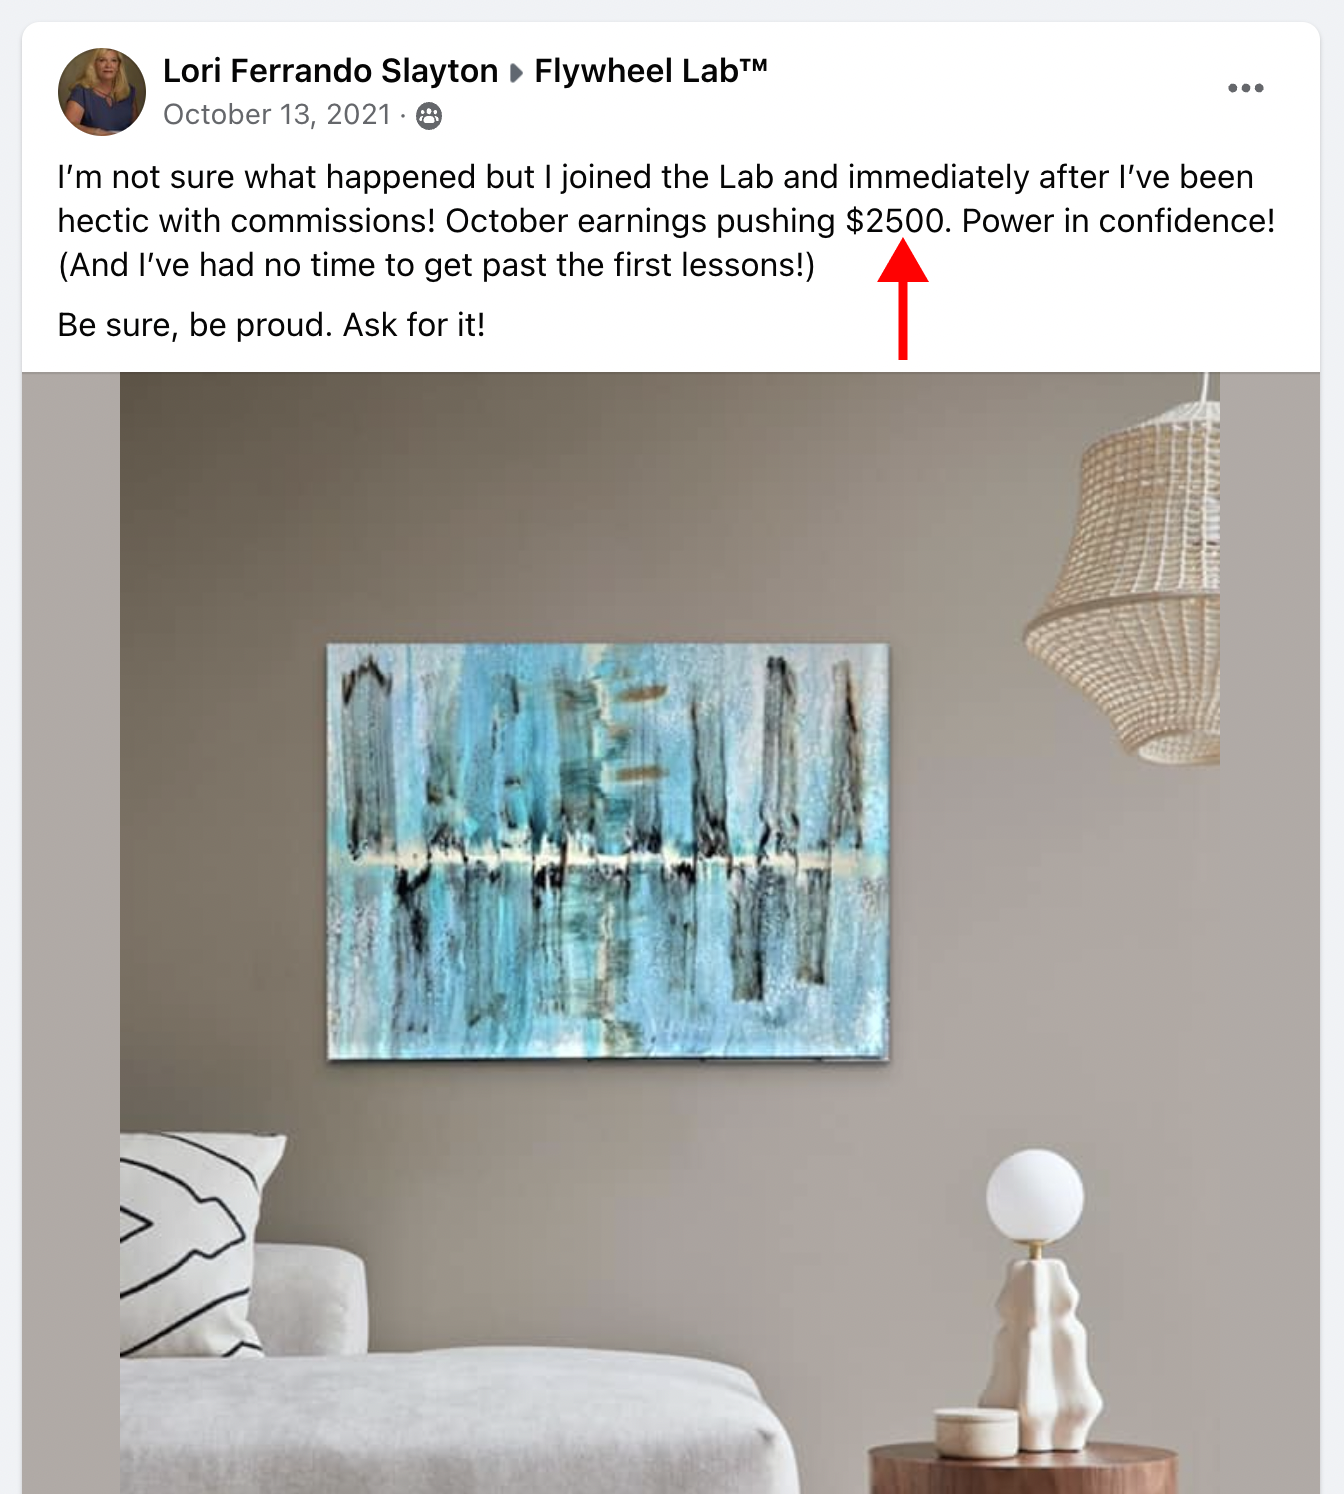 Lori Ferrando Slayton ▸ Flywheel Lab™
October 13, 2021 ·
I’m not sure what happened but I joined the Lab and immediately after I’ve been
hectic with commissions! October earnings pushing $2500. Power in confidence!
(And I’ve had no time to get past the first lessons!)
Be sure, be proud. Ask for it!